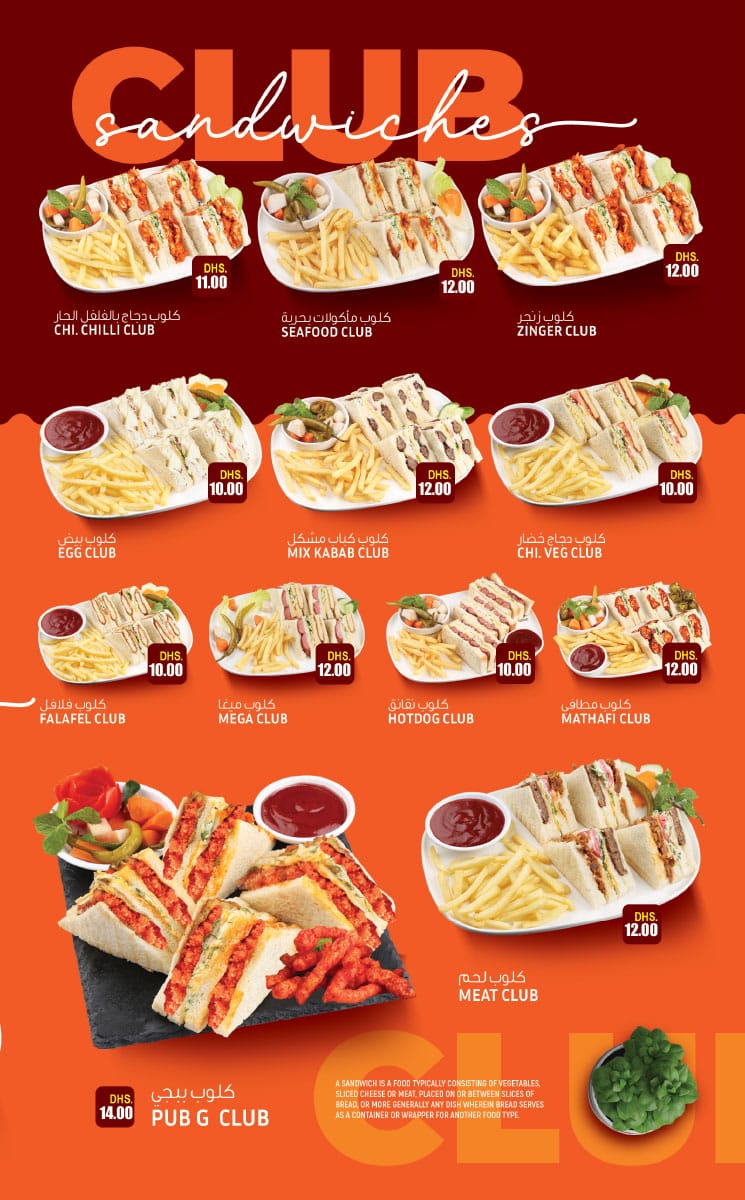 CLUB
sandwiches
DHS.
11.00
كلوب دجاج بالفلفل الحار
CHI. CHILLI CLUB
DHS.
12.00
كلوب مأكولات بحرية
SEAFOOD CLUB
DHS.
12.00
كلوب زنجر
ZINGER CLUB
DHS.
10.00
كلوب بيض
EGG CLUB
DHS.
12.00
كلوب كباب مشكل
MIX KABAB CLUB
DHS.
10.00
كلوب دجاج خضار
CHI. VEG CLUB
DHS.
10.00
كلوب فلافل
FALAFEL CLUB
DHS.
12.00
كلوب ميغا
MEGA CLUB
DHS.
10.00
كلوب نقانق
HOTDOG CLUB
DHS.
12.00
كلوب مطافي
MATHAFI CLUB
DHS.
12.00
كلوب لحم
MEAT CLUB
DHS.
14.00
كلوب ببجي
PUB G CLUB
A SANDWICH IS A FOOD TYPICALLY CONSISTING OF VEGETABLES,
SLICED CHEESE OR MEAT, PLACED ON OR BETWEEN SLICES OF
BREAD, OR MORE GENERALLY ANY DISH WHEREIN BREAD SERVES
AS A CONTAINER OR WRAPPER FOR ANOTHER FOOD TYPE.
CLU